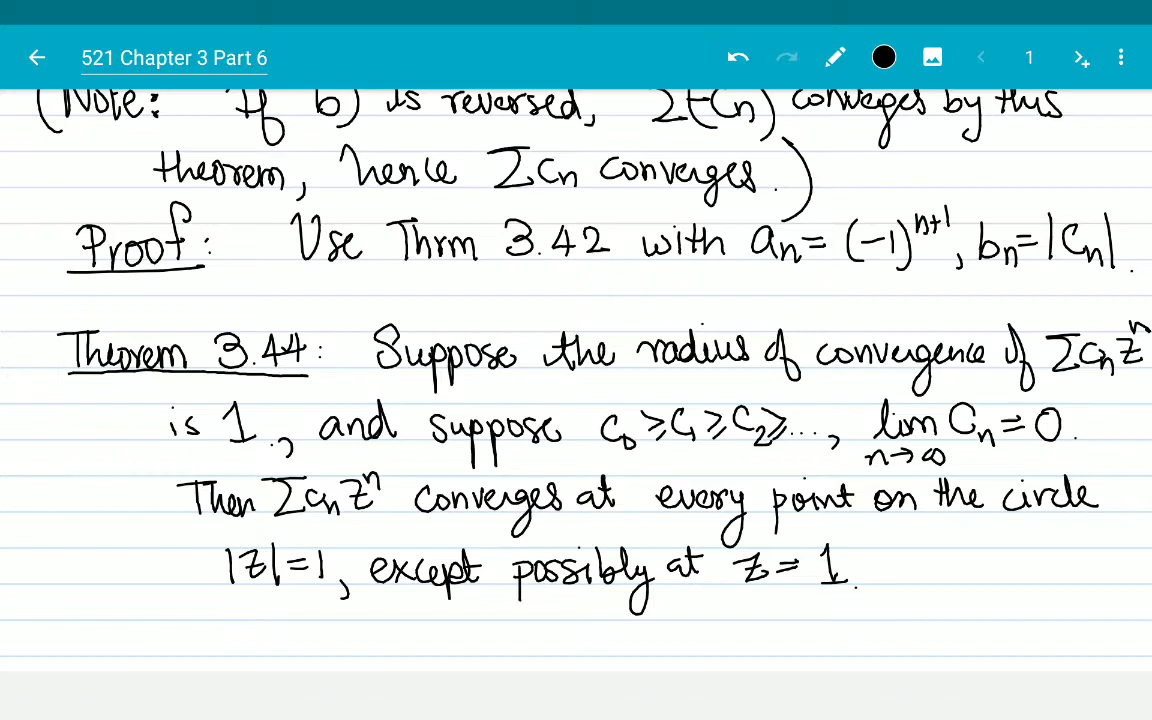 521 Chapter 3 Part 6
1
(Note: If b) is reversed, Σ(-Cn) converges by this
theorem, hence Σcn converges.)
Proof: Use Thrm 3.42 with an = (-1)^{n+1}, bn = |Cn|.
Theorem 3.44: Suppose the radius of convergence of Σcn z^n
is 1, and suppose c0 ≥ c1 ≥ c2 ≥ ..., lim n→∞ Cn = 0.
Then Σcn z^n converges at every point on the circle
|z| = 1, except possibly at z = 1.